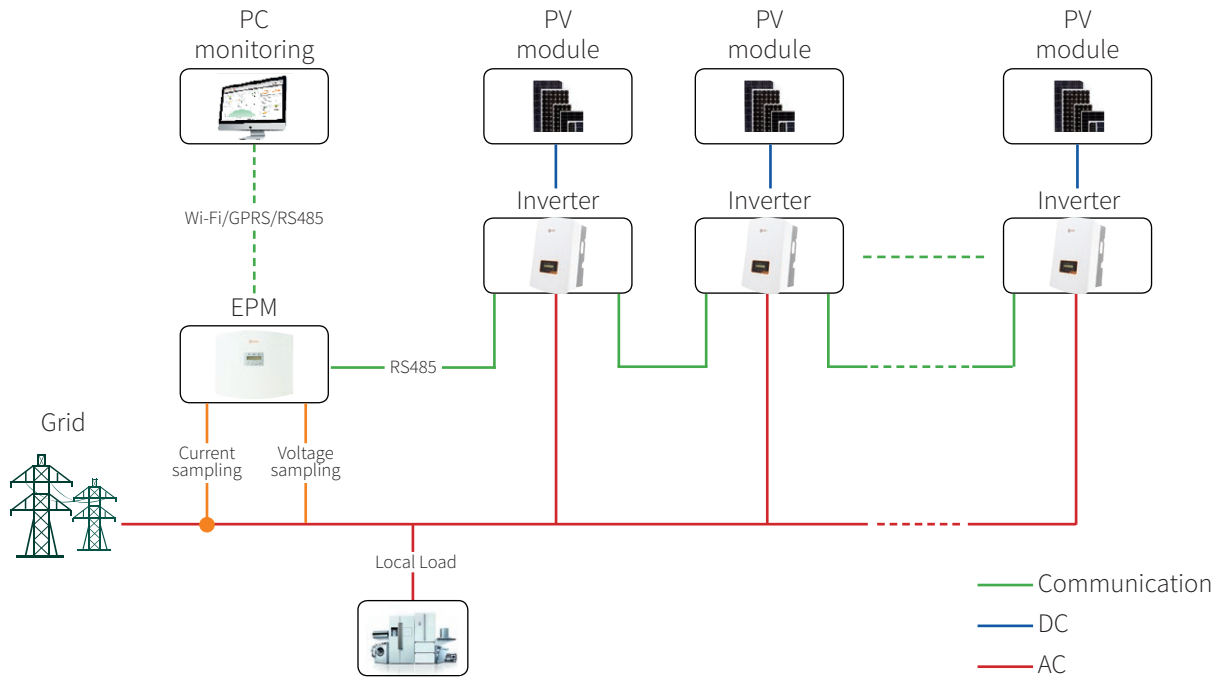 PC
monitoring
PV
module
PV
module
PV
module
Wi-Fi/GPRS/RS485
Inverter
Inverter
Inverter
EPM
RS485
Grid
Current
sampling
Voltage
sampling
Local Load
Communication
DC
AC